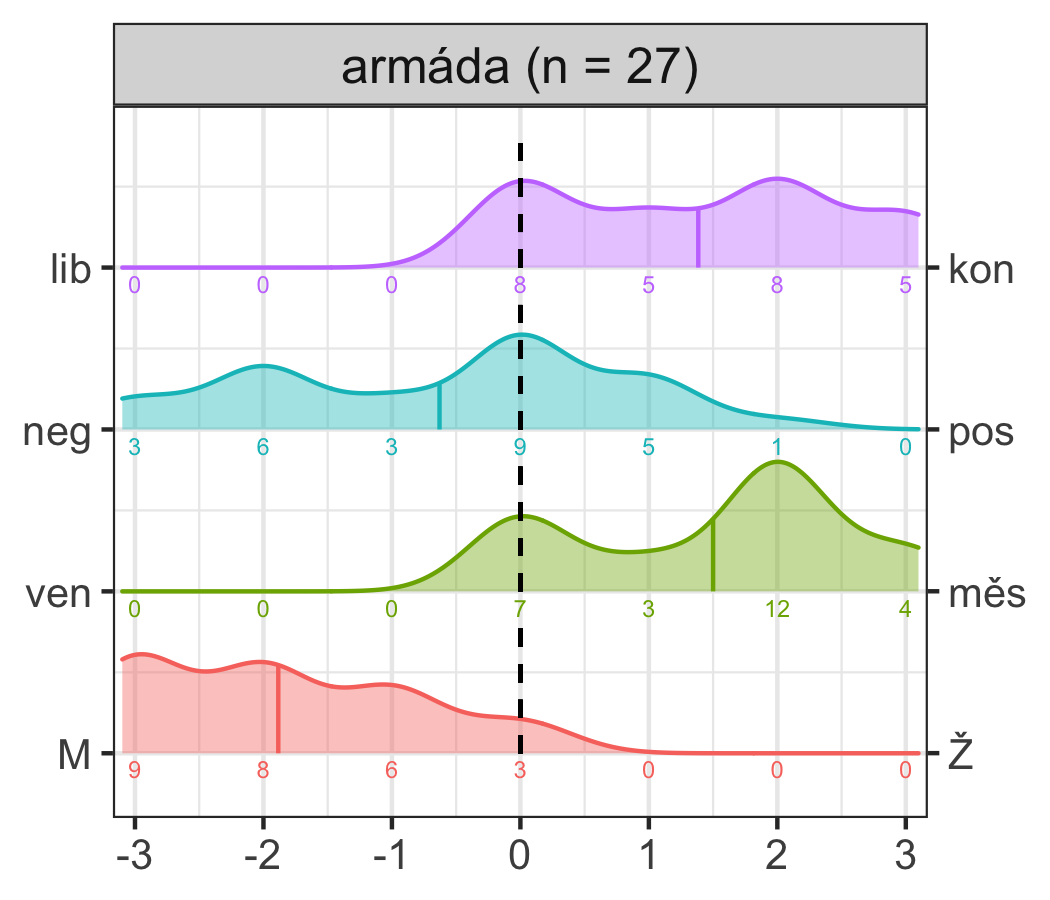 armáda (n = 27)
lib kon
0 0 0 8 5 8 5
neg pos
3 6 3 9 5 1 0
ven měs
0 0 0 7 3 12 4
M Ž
9 8 6 3 0 0 0
-3 -2 -1 0 1 2 3